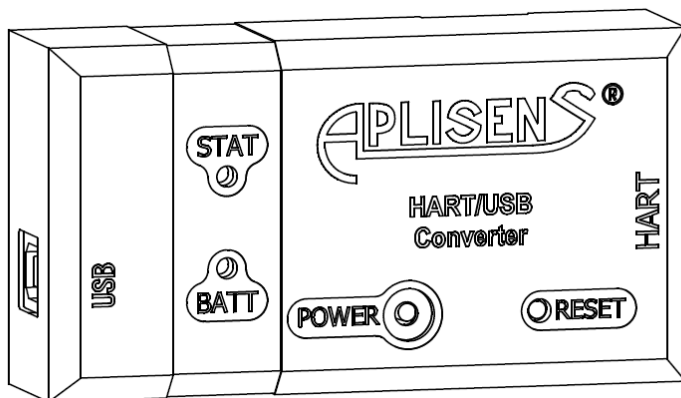 APLISENS®
STAT
HART/USB
Converter
HART
USB
BATT
POWER
RESET